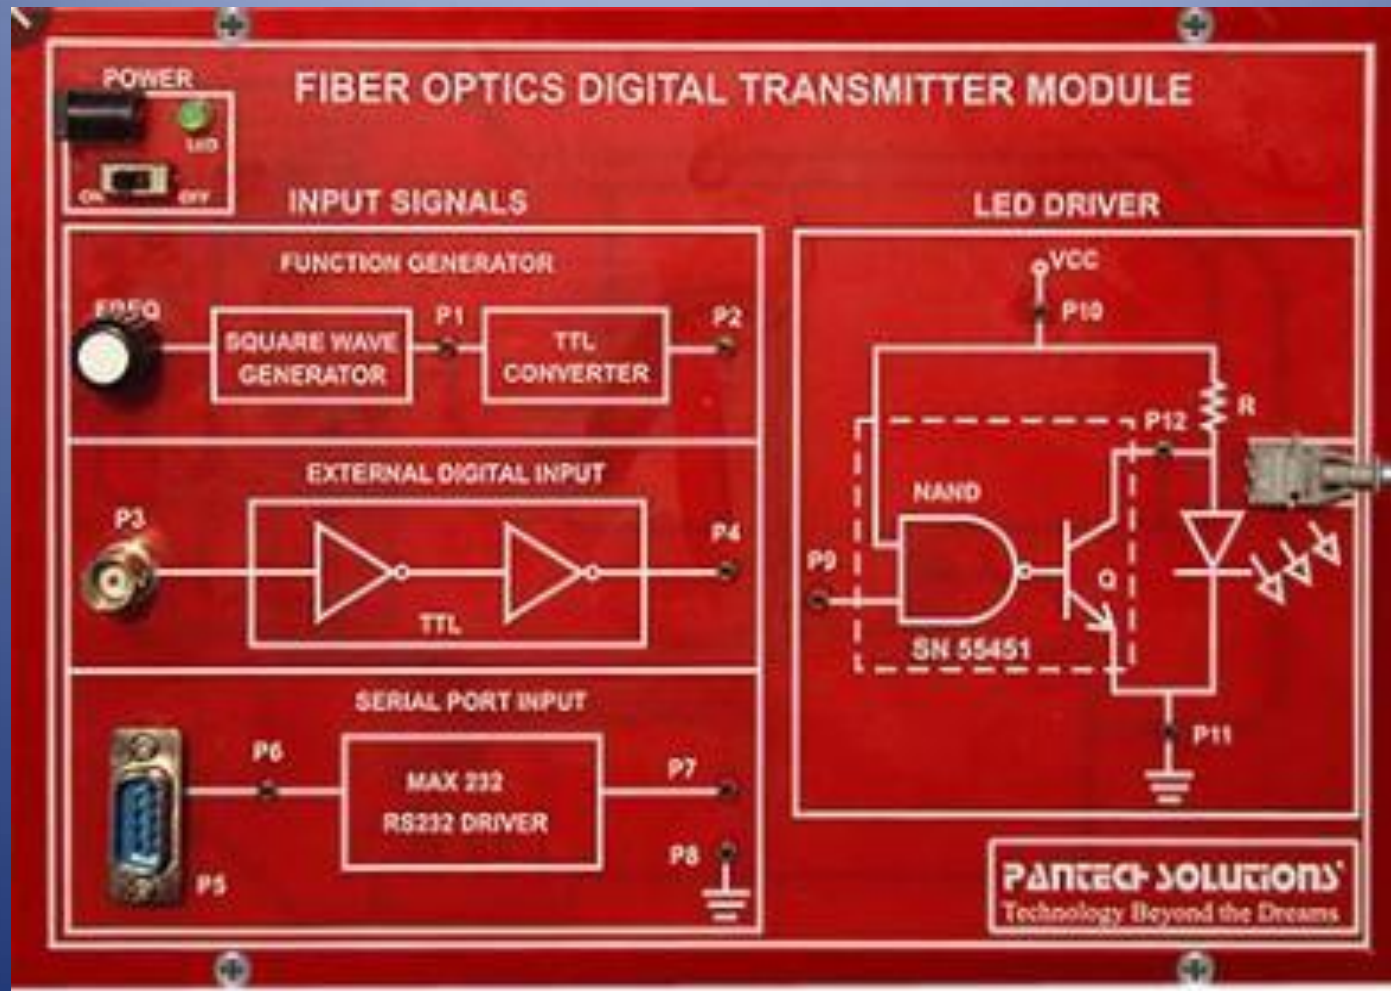 POWER
FIBER OPTICS DIGITAL TRANSMITTER MODULE
LED
ON
OFF
INPUT SIGNALS
FUNCTION GENERATOR
FREQ
SQUARE WAVE
GENERATOR
P1
TTL
CONVERTER
P2
EXTERNAL DIGITAL INPUT
P3
TTL
P4
SERIAL PORT INPUT
P5
P6
MAX 232
RS232 DRIVER
P7
P8
LED DRIVER
VCC
P10
R
P12
NAND
P9
Q
SN 55451
P11
PANTECH SOLUTIONS
Technology Beyond the Dreams